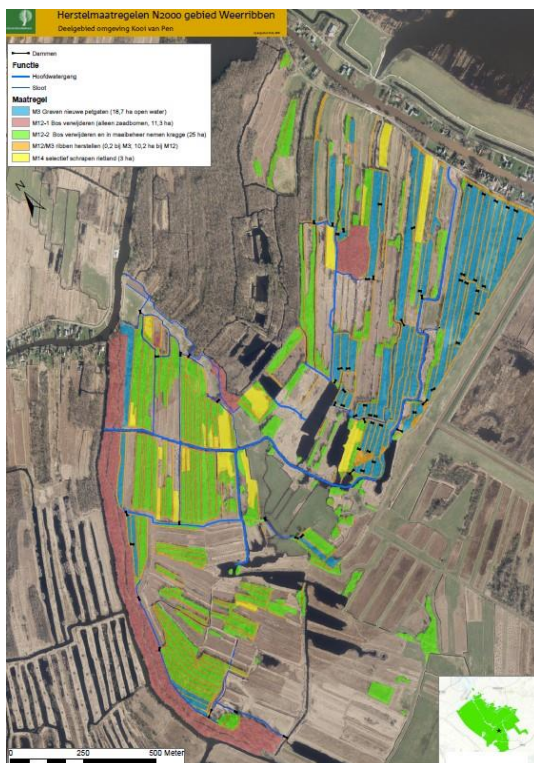 Herstelmaatregelen N2000 gebied Weerribben
Deelgebied omgeving Kooi van Pen
Dammen
Functie
Hoofdwatergang
Sloot
Maatregel
M3 Graven nieuwe petgaten (18,7 ha open water)
M12-1 Bos verwijderen (alleen zaadbomen, 11,3 ha)
M12-2 Bos verwijderen en in maaibeheer nemen kragge (25 ha)
M12/M3 ribben herstellen (0,2 bij M3; 10,2 ha bij M12)
M14 selectief schrapen rietland (3 ha)
N
0 250 500 Meter